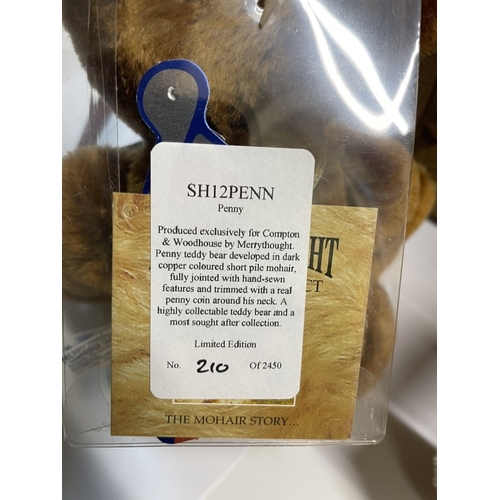 SH12PENN
Penny
Produced exclusively for Compton
& Woodhouse by Merrythought.
Penny teddy bear developed in dark
copper coloured short pile mohair,
fully jointed with hand-sewn
features and trimmed with a real
penny coin around his neck. A
highly collectable teddy bear and a
most sought after collection.
Limited Edition
No. 210 Of 2450
THE MOHAIR STORY...